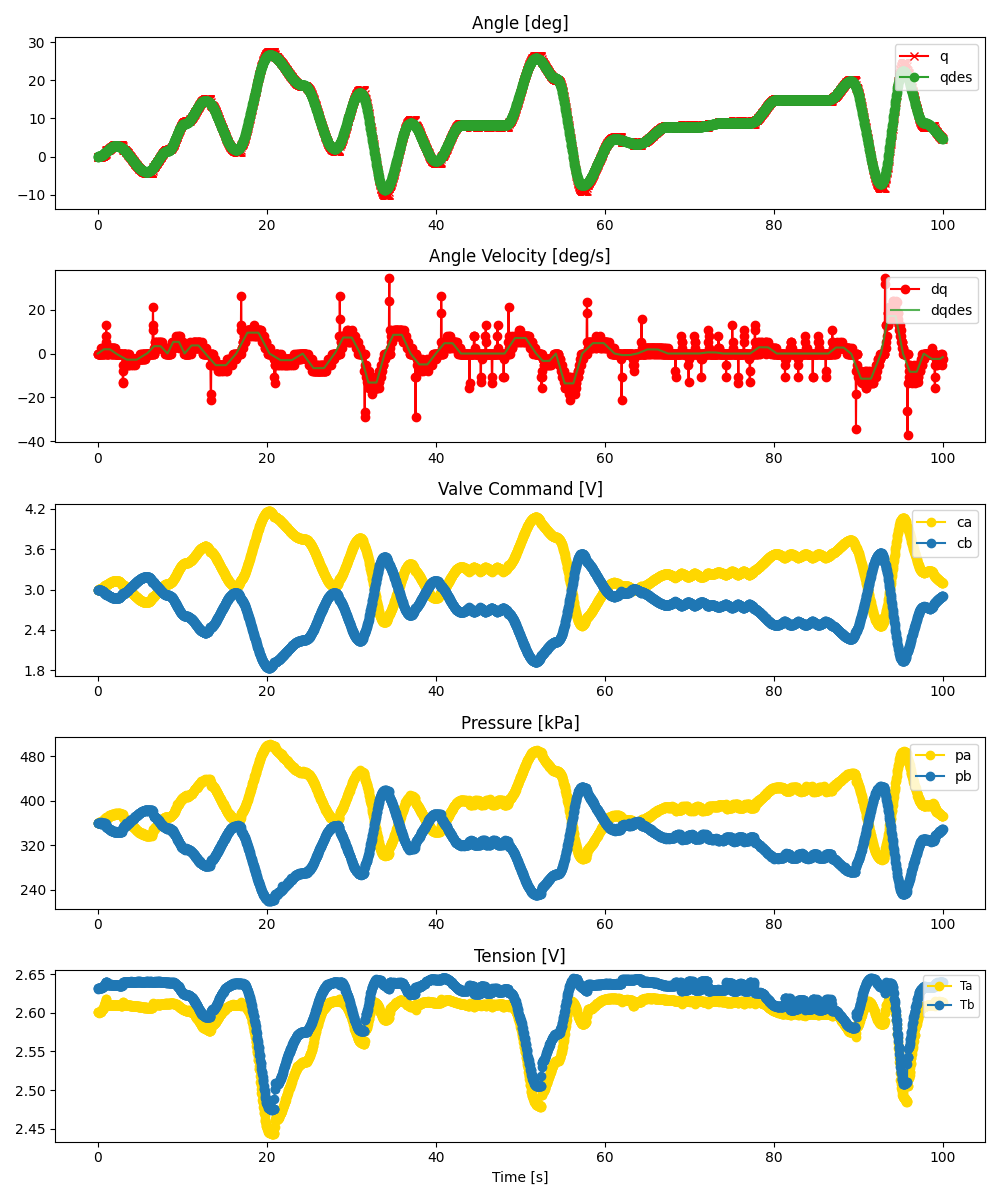 Angle [deg]
30
20
10
0
−10
q
qdes
0 20 40 60 80 100
Angle Velocity [deg/s]
20
0
−20
−40
dq
dqdes
0 20 40 60 80 100
Valve Command [V]
4.2
3.6
3.0
2.4
1.8
ca
cb
0 20 40 60 80 100
Pressure [kPa]
480
400
320
240
pa
pb
0 20 40 60 80 100
Tension [V]
2.65
2.60
2.55
2.50
2.45
Ta
Tb
0 20 40 60 80 100
Time [s]